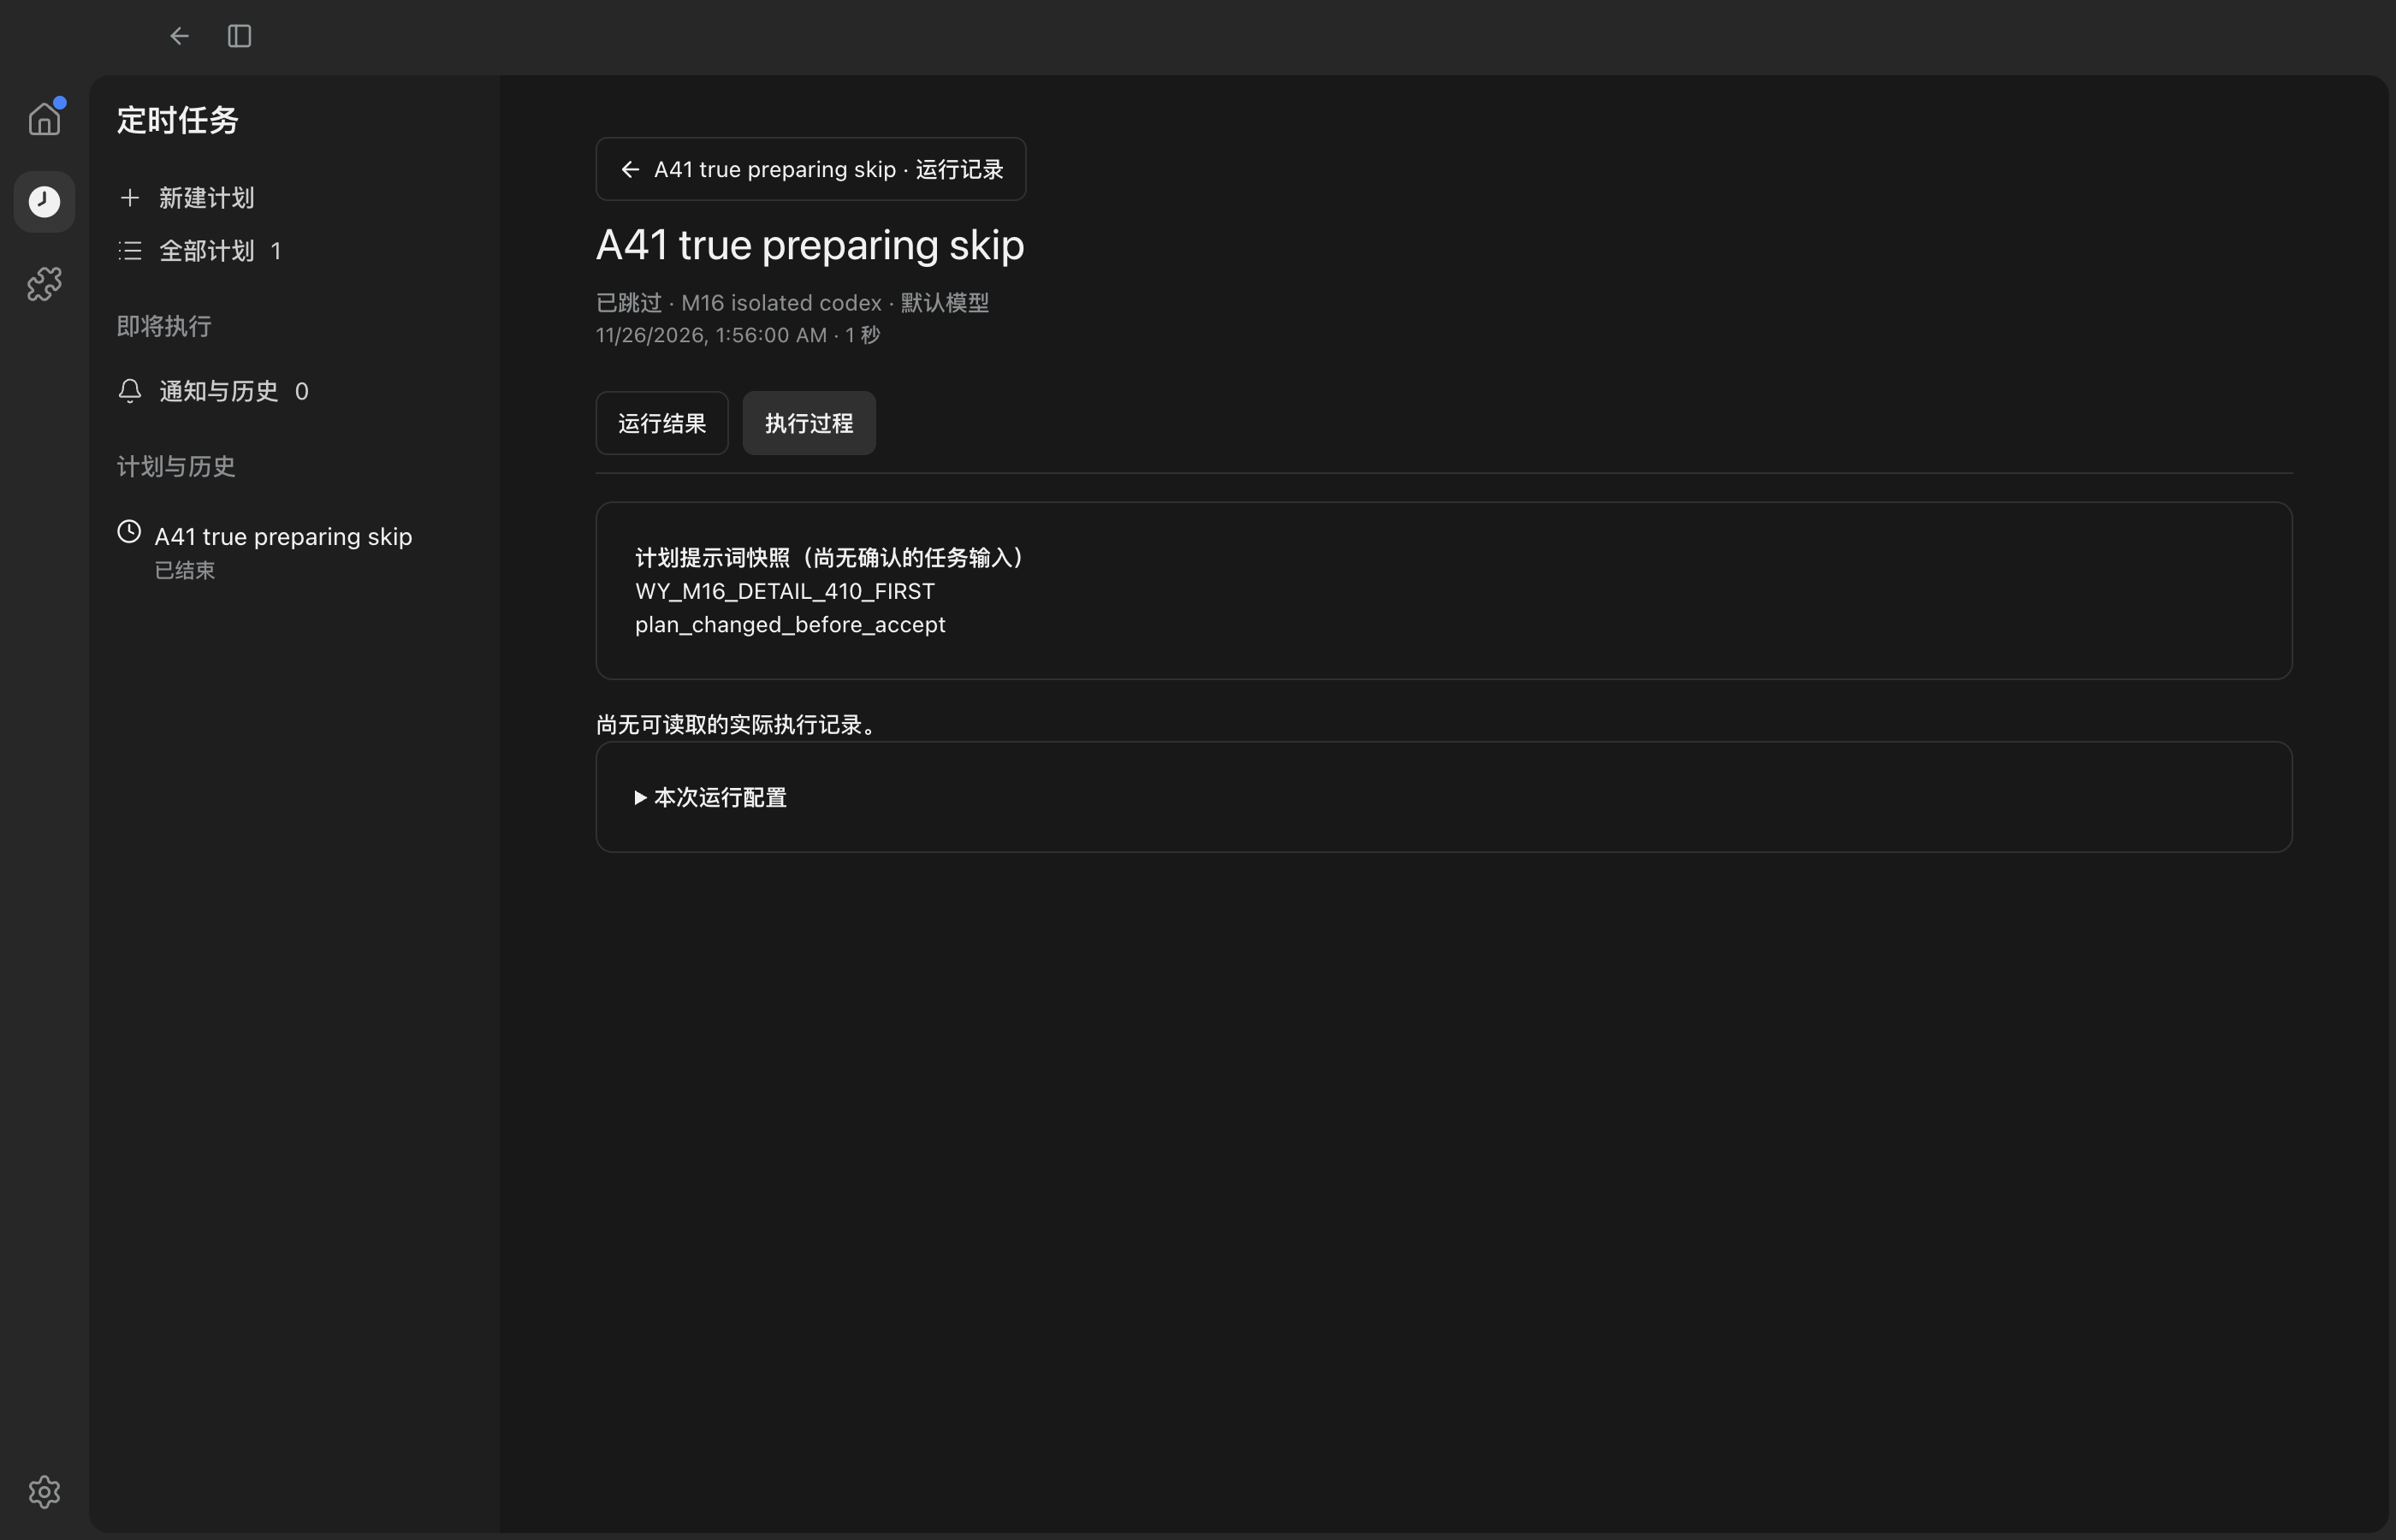 定时任务
新建计划
全部计划 1
即将执行
通知与历史 0
计划与历史
A41 true preparing skip
已结束
A41 true preparing skip · 运行记录
A41 true preparing skip
已跳过 · M16 isolated codex · 默认模型
11/26/2026, 1:56:00 AM · 1 秒
运行结果
执行过程
计划提示词快照（尚无确认的任务输入）
WY_M16_DETAIL_410_FIRST
plan_changed_before_accept
尚无可读取的实际执行记录。
本次运行配置